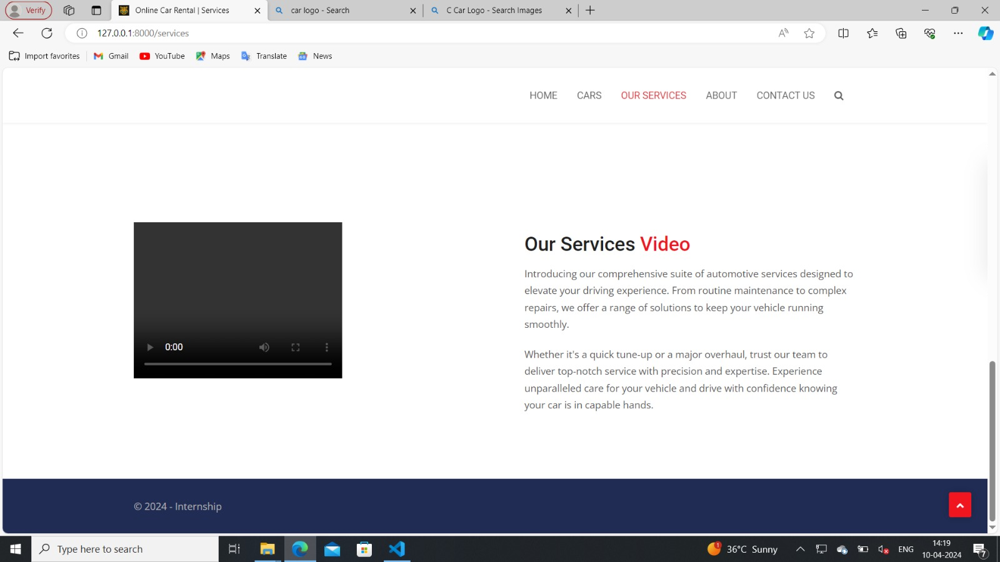 Verify
Online Car Rental | Services
car logo - Search
C Car Logo - Search Images
127.0.0.1:8000/services
Import favorites
Gmail
YouTube
Maps
Translate
News
HOME
CARS
OUR SERVICES
ABOUT
CONTACT US
0:00
Our Services Video
Introducing our comprehensive suite of automotive services designed to
elevate your driving experience. From routine maintenance to complex
repairs, we offer a range of solutions to keep your vehicle running
smoothly.
Whether it's a quick tune-up or a major overhaul, trust our team to
deliver top-notch service with precision and expertise. Experience
unparalleled care for your vehicle and drive with confidence knowing
your car is in capable hands.
© 2024 - Internship
Type here to search
1
36°C Sunny
ENG
14:19
10-04-2024
7